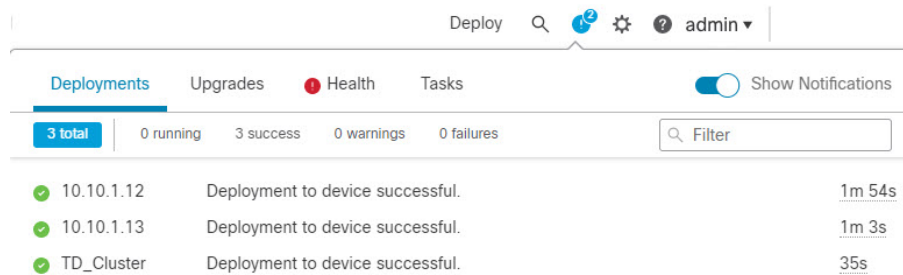 Deploy 2 ? admin
Deployments Upgrades ! Health Tasks Show Notifications
3 total 0 running 3 success 0 warnings 0 failures Filter
10.10.1.12 Deployment to device successful. 1m 54s
10.10.1.13 Deployment to device successful. 1m 3s
TD_Cluster Deployment to device successful. 35s